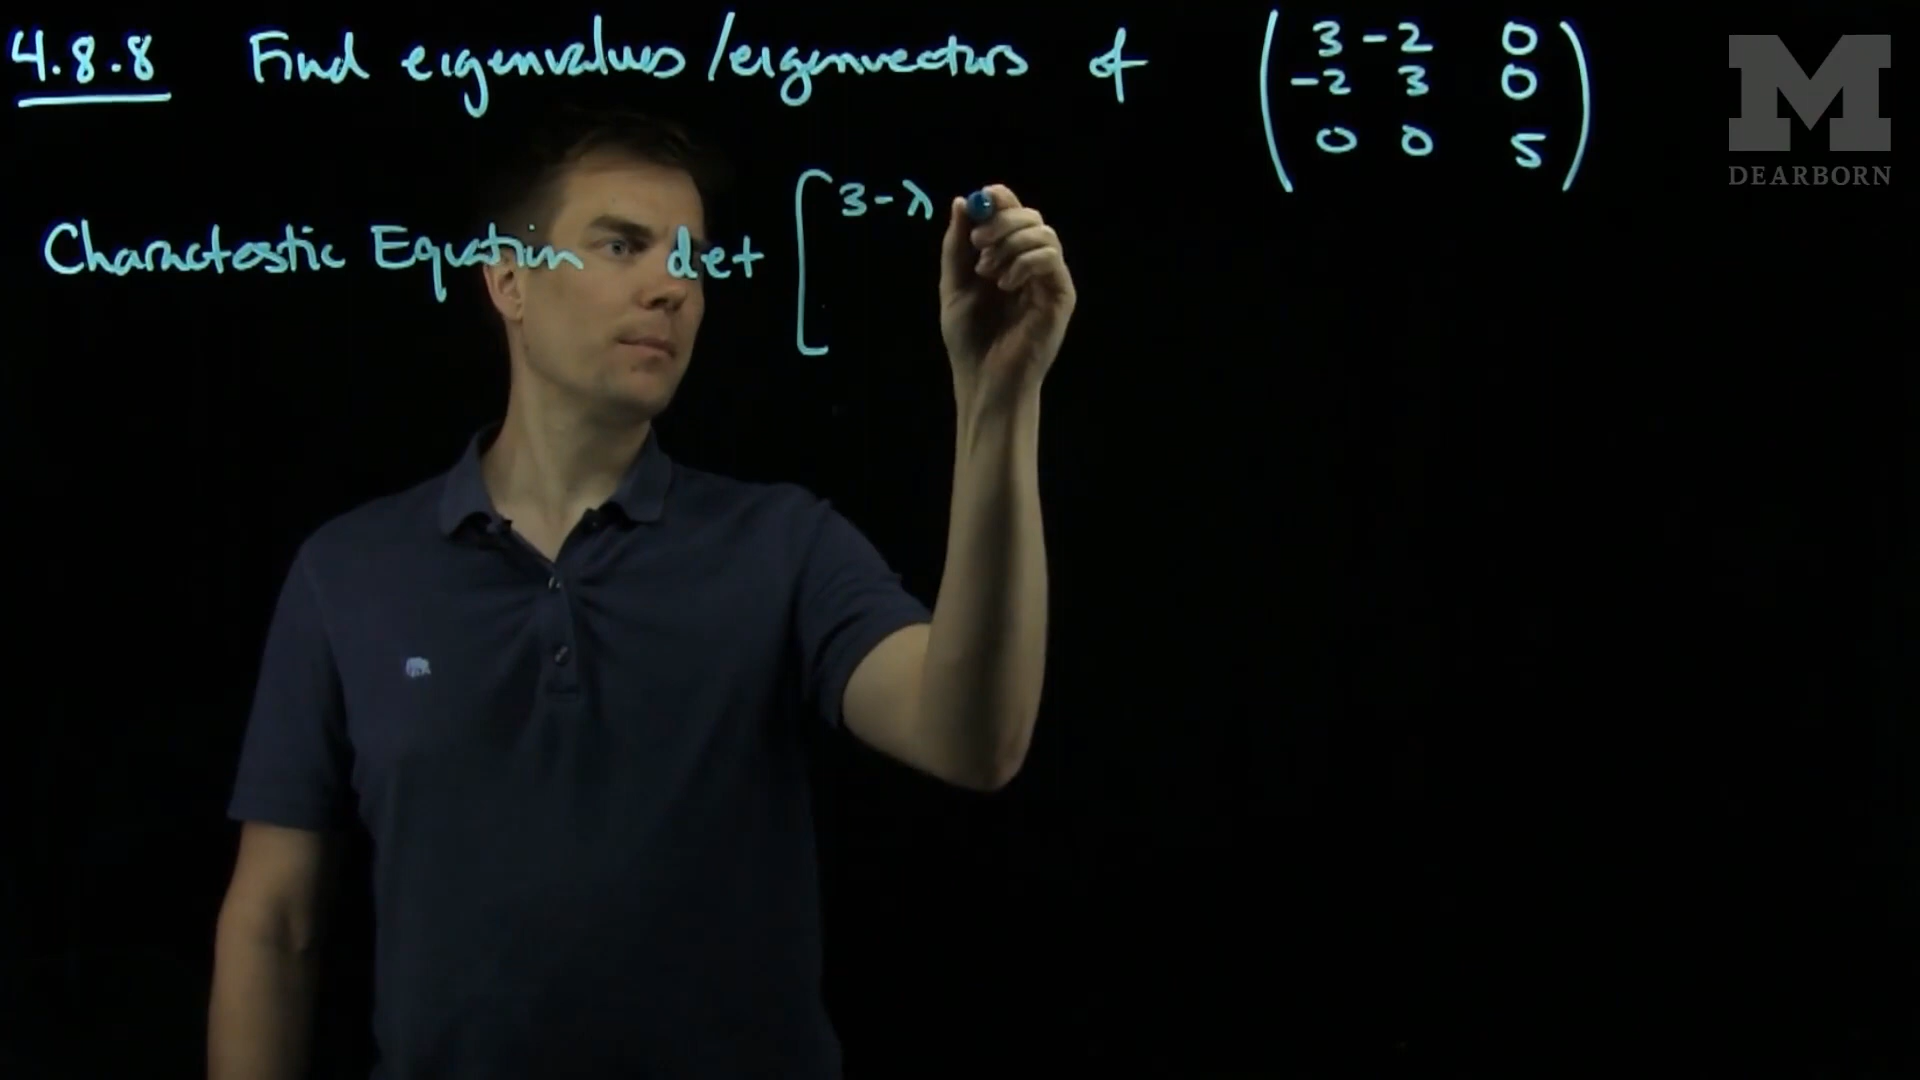 4.8.8 Find eigenvalues/eigenvectors of
3 -2 0
-2 3 0
0 0 5
M
DEARBORN
Charactostic Equation det [ 3-λ